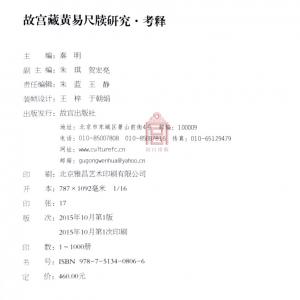 故宫藏黄易尺牍研究·考释
主 编：秦 明
副 主 编：朱 琪 贺宏亮
责任编辑：朱 蓝 王 静
装帧设计：王 梓 于朝娟
出版发行：故宫出版社
地址：北京市东城区景山前街4号 邮编：100009
电话：010-85007808 010-85007816 传真：010-65129479
网址：www.culturefc.cn
邮箱：gugongwenhua@yahoo.cn
印 刷：北京雅昌艺术印刷有限公司
开 本：787×1092毫米 1/16
印 张：17
版 次：2015年10月第1版
2015年10月第1次印刷
印 数：1~1000册
书 号：ISBN 978-7-5134-0806-6
定 价：460.00元